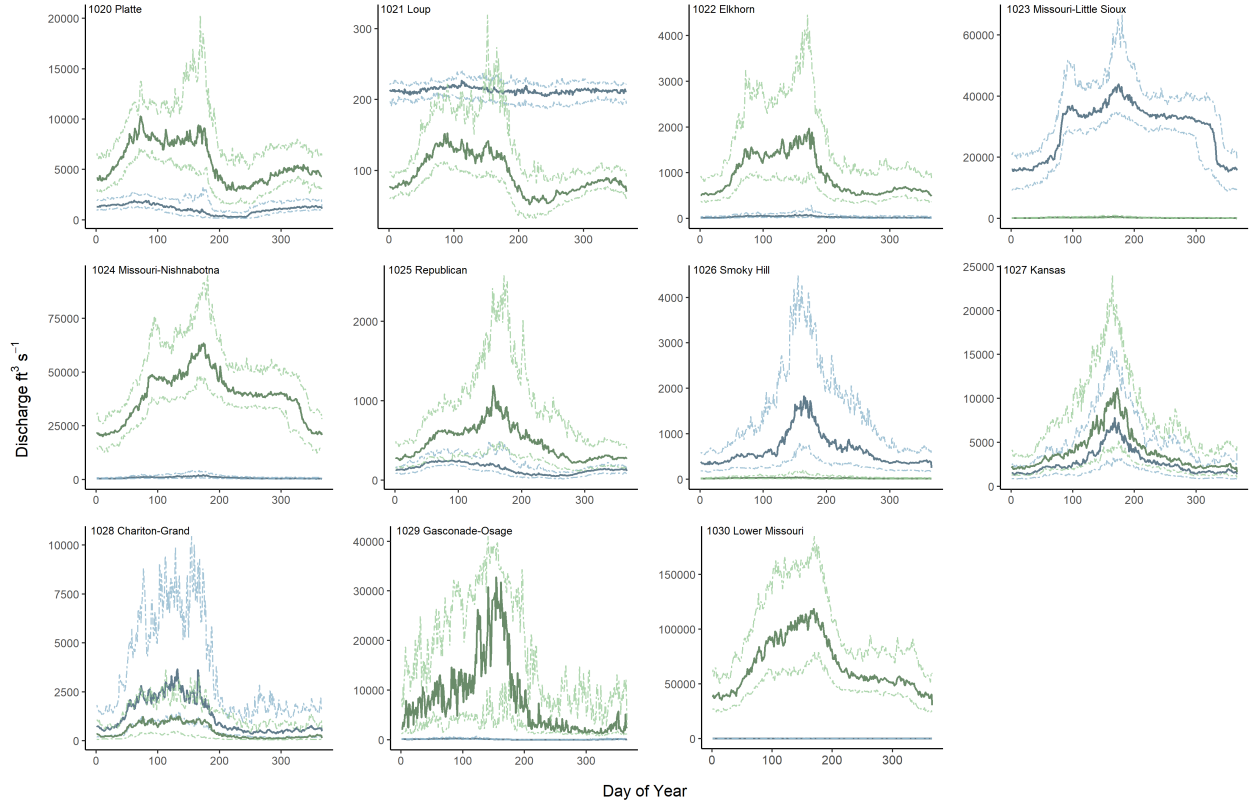 1020 Platte
1021 Loup
1022 Elkhorn
1023 Missouri-Little Sioux
20000
15000
10000
5000
0
300
200
100
4000
3000
2000
1000
0
60000
40000
20000
0
0 100 200 300
0 100 200 300
0 100 200 300
0 100 200 300
1024 Missouri-Nishnabotna
1025 Republican
1026 Smoky Hill
1027 Kansas
75000
50000
25000
0
2000
1000
0
4000
3000
2000
1000
0
25000
20000
15000
10000
5000
0
0 100 200 300
0 100 200 300
0 100 200 300
0 100 200 300
1028 Chariton-Grand
1029 Gasconade-Osage
1030 Lower Missouri
10000
7500
5000
2500
0
40000
30000
20000
10000
0
150000
100000
50000
0
0 100 200 300
0 100 200 300
0 100 200 300
Discharge ft³ s⁻¹
Day of Year